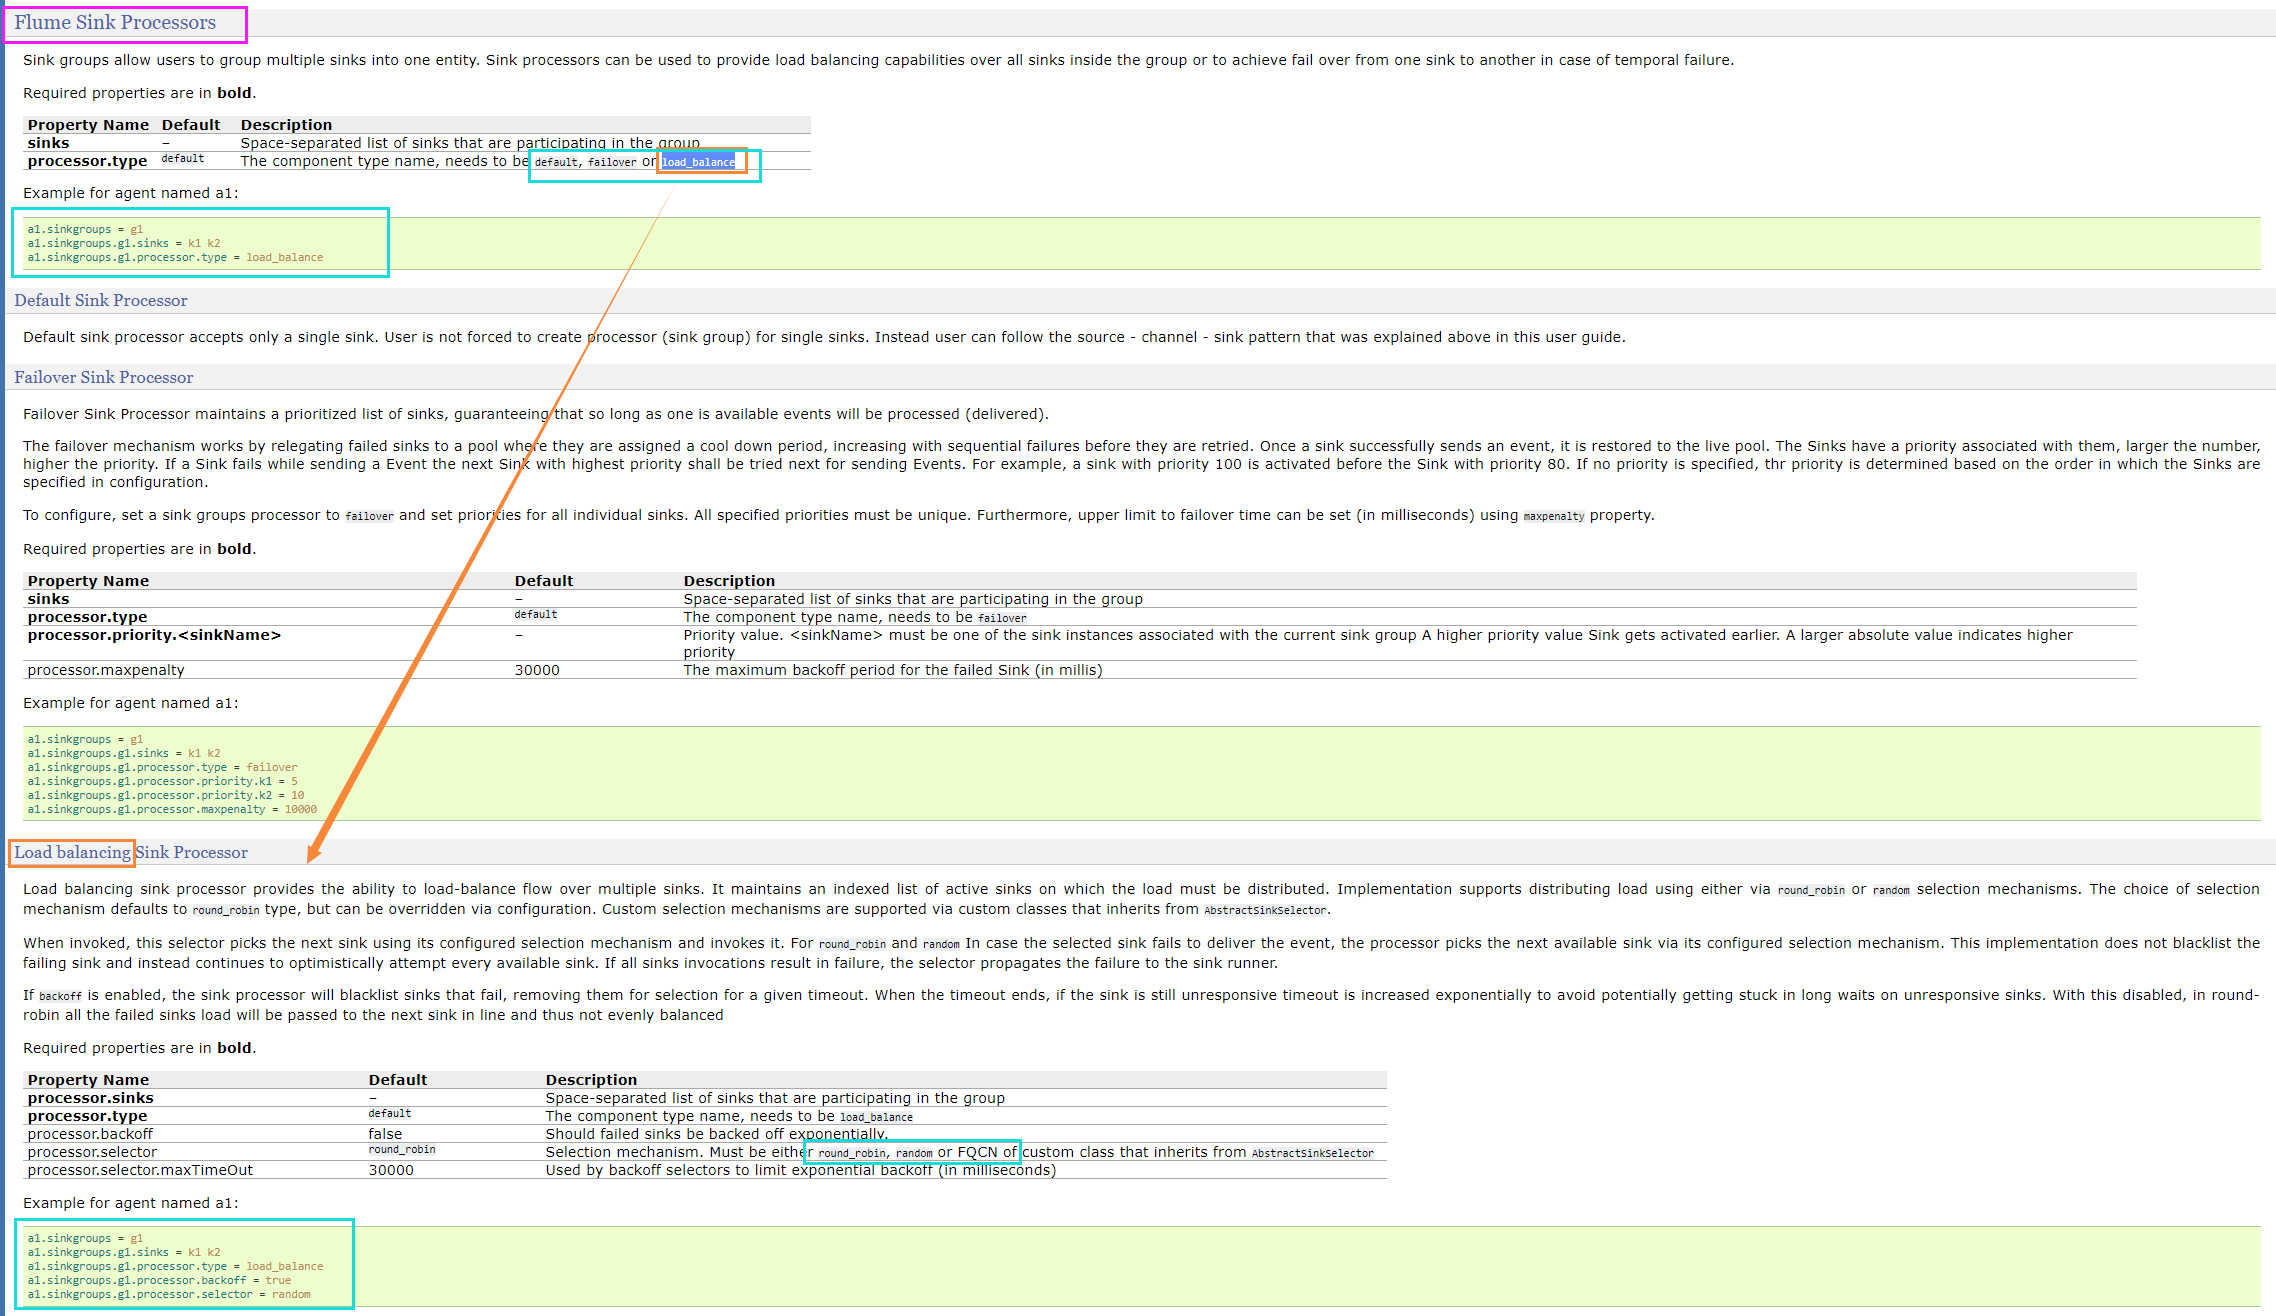 Flume Sink Processors
Sink groups allow users to group multiple sinks into one entity. Sink processors can be used to provide load balancing capabilities over all sinks inside the group or to achieve fail over from one sink to another in case of temporal failure.
Required properties are in bold.
Property Name Default Description
sinks – Space-separated list of sinks that are participating in the group
processor.type default The component type name, needs to be default, failover or load_balance
Example for agent named a1:
a1.sinkgroups = g1
a1.sinkgroups.g1.sinks = k1 k2
a1.sinkgroups.g1.processor.type = load_balance
Default Sink Processor
Default sink processor accepts only a single sink. User is not forced to create processor (sink group) for single sinks. Instead user can follow the source - channel - sink pattern that was explained above in this user guide.
Failover Sink Processor
Failover Sink Processor maintains a prioritized list of sinks, guaranteeing that so long as one is available events will be processed (delivered).
The failover mechanism works by relegating failed sinks to a pool where they are assigned a cool down period, increasing with sequential failures before they are retried. Once a sink successfully sends an event, it is restored to the live pool. The Sinks have a priority associated with them, larger the number,
higher the priority. If a Sink fails while sending a Event the next Sink with highest priority shall be tried next for sending Events. For example, a sink with priority 100 is activated before the Sink with priority 80. If no priority is specified, thr priority is determined based on the order in which the Sinks are
specified in configuration.
To configure, set a sink groups processor to failover and set priorities for all individual sinks. All specified priorities must be unique. Furthermore, upper limit to failover time can be set (in milliseconds) using maxpenalty property.
Required properties are in bold.
Property Name Default Description
sinks – Space-separated list of sinks that are participating in the group
processor.type default The component type name, needs to be failover
processor.priority.<sinkName> – Priority value. <sinkName> must be one of the sink instances associated with the current sink group A higher priority value Sink gets activated earlier. A larger absolute value indicates higher
priority
processor.maxpenalty 30000 The maximum backoff period for the failed Sink (in millis)
Example for agent named a1:
a1.sinkgroups = g1
a1.sinkgroups.g1.sinks = k1 k2
a1.sinkgroups.g1.processor.type = failover
a1.sinkgroups.g1.processor.priority.k1 = 5
a1.sinkgroups.g1.processor.priority.k2 = 10
a1.sinkgroups.g1.processor.maxpenalty = 10000
Load balancing Sink Processor
Load balancing sink processor provides the ability to load-balance flow over multiple sinks. It maintains an indexed list of active sinks on which the load must be distributed. Implementation supports distributing load using either via round_robin or random selection mechanisms. The choice of selection
mechanism defaults to round_robin type, but can be overridden via configuration. Custom selection mechanisms are supported via custom classes that inherits from AbstractSinkSelector.
When invoked, this selector picks the next sink using its configured selection mechanism and invokes it. For round_robin and random In case the selected sink fails to deliver the event, the processor picks the next available sink via its configured selection mechanism. This implementation does not blacklist the
failing sink and instead continues to optimistically attempt every available sink. If all sinks invocations result in failure, the selector propagates the failure to the sink runner.
If backoff is enabled, the sink processor will blacklist sinks that fail, removing them for selection for a given timeout. When the timeout ends, if the sink is still unresponsive timeout is increased exponentially to avoid potentially getting stuck in long waits on unresponsive sinks. With this disabled, in round-
robin all the failed sinks load will be passed to the next sink in line and thus not evenly balanced
Required properties are in bold.
Property Name Default Description
processor.sinks – Space-separated list of sinks that are participating in the group
processor.type default The component type name, needs to be load_balance
processor.backoff false Should failed sinks be backed off exponentially.
processor.selector round_robin Selection mechanism. Must be either round_robin, random or FQCN of custom class that inherits from AbstractSinkSelector
processor.selector.maxTimeOut 30000 Used by backoff selectors to limit exponential backoff (in milliseconds)
Example for agent named a1:
a1.sinkgroups = g1
a1.sinkgroups.g1.sinks = k1 k2
a1.sinkgroups.g1.processor.type = load_balance
a1.sinkgroups.g1.processor.backoff = true
a1.sinkgroups.g1.processor.selector = random